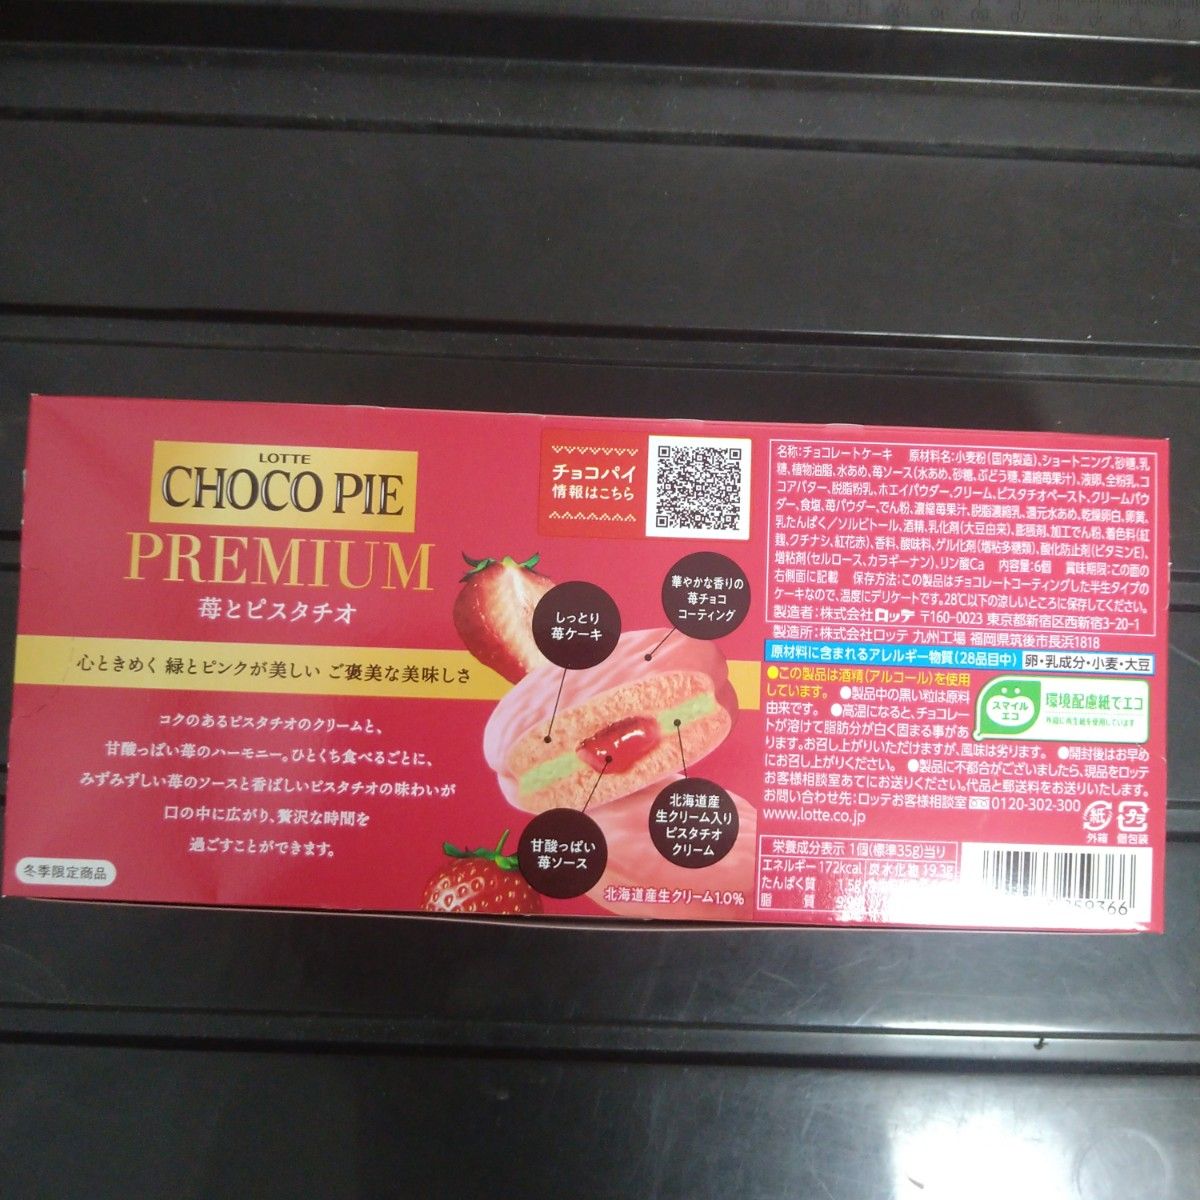 LOTTE
CHOCO PIE
PREMIUM
苺とピスタチオ
心ときめく 緑とピンクが美しい ご褒美な美味しさ
コクのあるピスタチオのクリームと、
甘酸っぱい苺のハーモニー。ひとくち食べるごとに、
みずみずしい苺のソースと香ばしいピスタチオの味わいが
口の中に広がり、贅沢な時間を
過ごすことができます。
冬季限定商品
チョコパイ
情報はこちら
しっとり
苺ケーキ
華やかな香りの
苺チョコ
コーティング
甘酸っぱい
苺ソース
北海道産
生クリーム入り
ピスタチオ
クリーム
北海道産生クリーム1.0%
名称:チョコレートケーキ 原材料名:小麦粉(国内製造)、ショートニング、砂糖、乳
糖、植物油脂、水あめ、苺ソース(水あめ、砂糖、ぶどう糖、濃縮苺果汁)、液卵、全粉乳、コ
コアバター、脱脂粉乳、ホエイパウダー、クリーム、ピスタチオペースト、クリームパウ
ダー、食塩、苺パウダー、でん粉、濃縮苺果汁、脱脂濃縮乳、還元水あめ、乾燥卵白、卵黄、
乳たんぱく/ソルビトール、酒精、乳化剤(大豆由来)、膨脹剤、加工でん粉、着色料(紅
麹、クチナシ、紅花赤)、香料、酸味料、ゲル化剤(増粘多糖類)、酸化防止剤(ビタミンE)、
増粘剤(セルロース、カラギーナン)、リン酸Ca 内容量:6個 賞味期限:この面の
右側面に記載 保存方法:この製品はチョコレートコーティングした半生タイプの
ケーキなので、温度にデリケートです。28℃以下の涼しいところに保存してください。
製造者:株式会社ロッテ 〒160-0023 東京都新宿区西新宿3-20-1
製造所:株式会社ロッテ 九州工場 福岡県筑後市長浜1818
原材料に含まれるアレルギー物質(28品目中) 卵・乳成分・小麦・大豆
●この製品は酒精(アルコール)を使用
しています。 ●製品中の黒い粒は原料
由来です。 ●高温になると、チョコレー
トが溶けて脂肪分が白く固まる事があ
ります。お召し上がりいただけますが、風味は劣ります。 ●開封後はお早め
にお召し上がりください。 ●製品に不都合がございましたら、現品をロッテ
お客様相談室あてにお送りください。代品と郵送料をお送りいたします。
お問い合わせ先:ロッテお客様相談室 0120-302-300
www.lotte.co.jp
スマイル
エコ
環境配慮紙でエコ
外箱に再生紙を使用しています
紙
外箱
プラ
個包装
栄養成分表示 1個(標準35g)当り
エネルギー 172kcal 炭水化物 19.3g
たんぱく質
脂 質